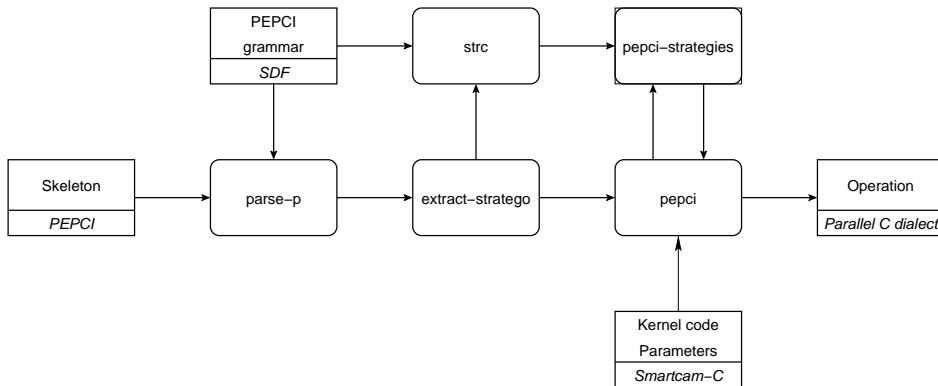 PEPCI
grammar
SDF
strc
pepci-strategies
Skeleton
PEPCI
parse-p
extract-stratego
pepci
Operation
Parallel C dialect
Kernel code
Parameters
Smartcam-C